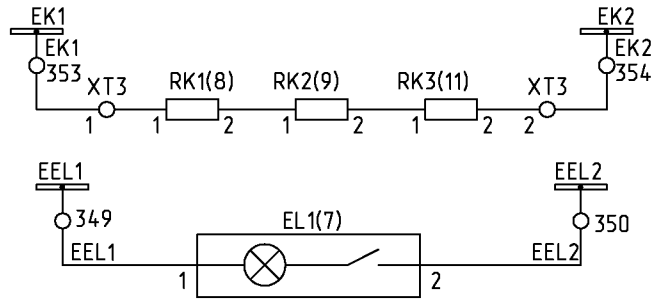 EK1 EK2
EK1 EK2
353 354
XT3 RK1(8) RK2(9) RK3(11) XT3
1 1 2 1 2 1 2 2
EEL1 EEL2
349 350
EL1(7)
EEL1 EEL2
1 2